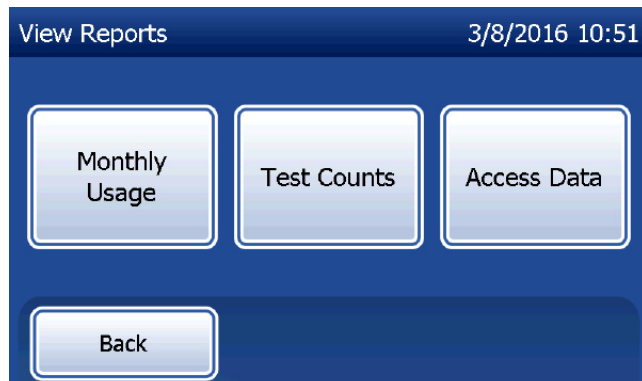 View Reports 3/8/2016 10:51
Monthly
Usage
Test Counts
Access Data
Back